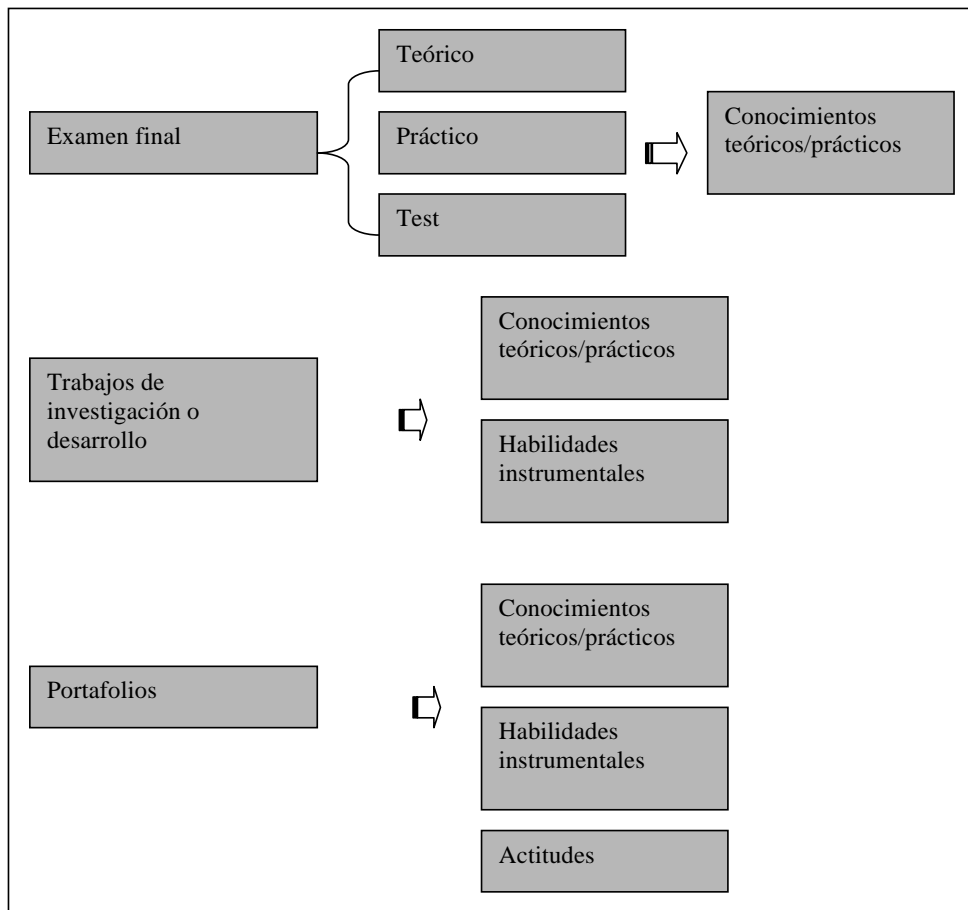 Examen final
Teórico
Práctico
Test
Conocimientos
teóricos/prácticos
Trabajos de
investigación o
desarrollo
Conocimientos
teóricos/prácticos
Habilidades
instrumentales
Portafolios
Conocimientos
teóricos/prácticos
Habilidades
instrumentales
Actitudes